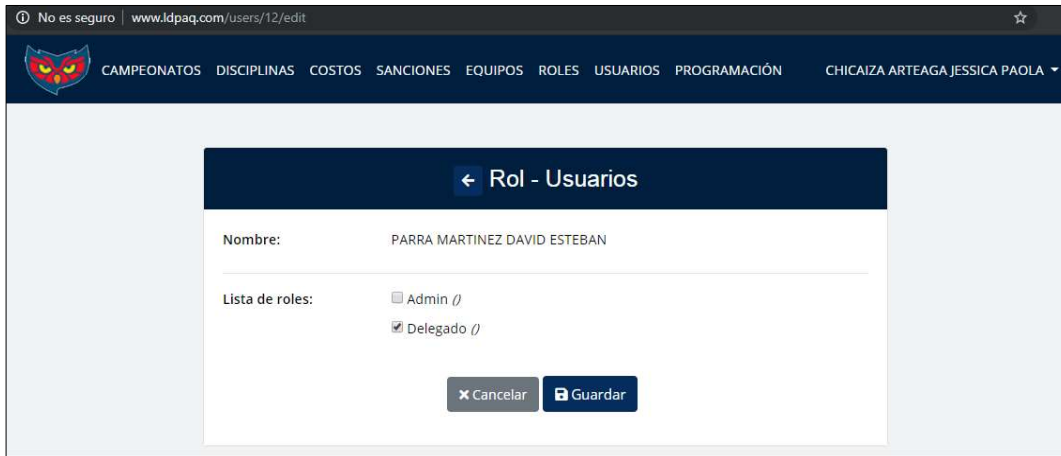 No es seguro | www.ldpaq.com/users/12/edit
CAMPEONATOS DISCIPLINAS COSTOS SANCIONES EQUIPOS ROLES USUARIOS PROGRAMACIÓN CHICAIZA ARTEAGA JESSICA PAOLA
Rol - Usuarios
Nombre: PARRA MARTINEZ DAVID ESTEBAN
Lista de roles: Admin ()
Delegado ()
Cancelar Guardar